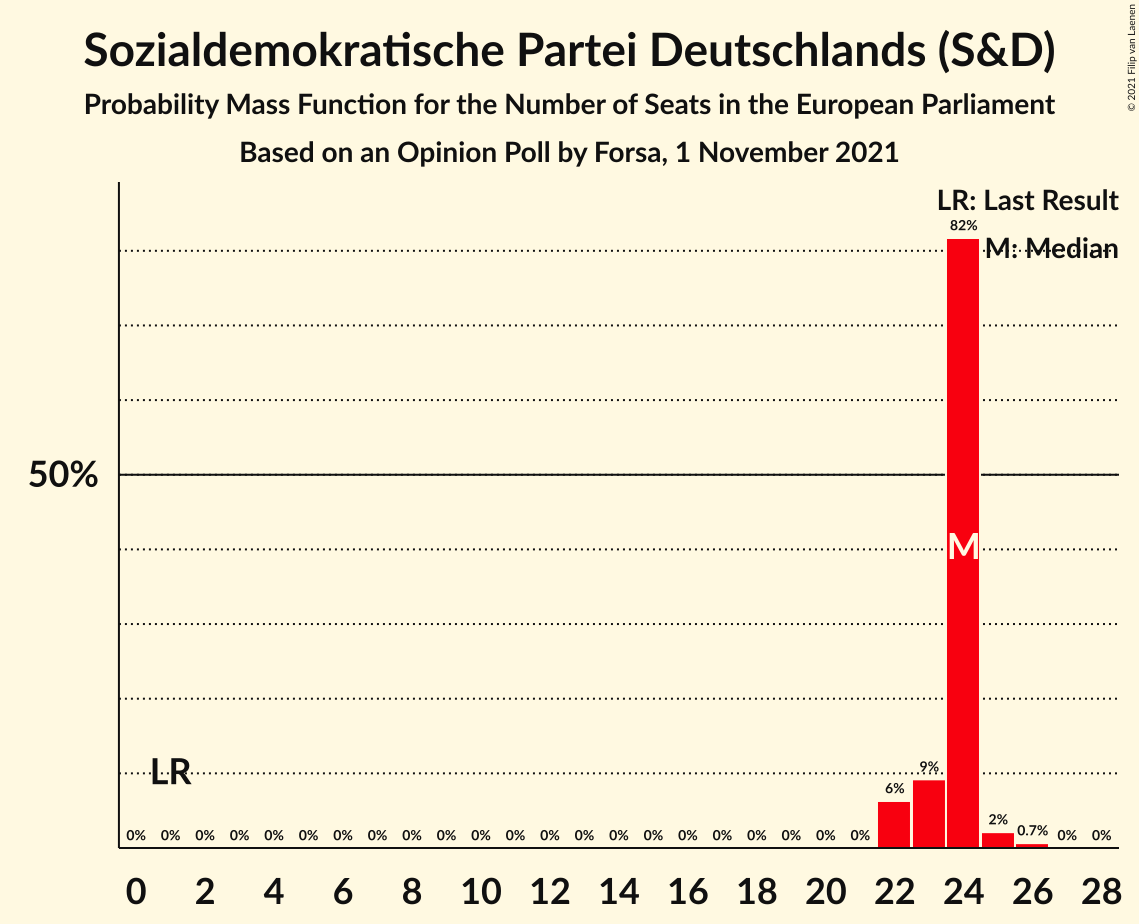 Sozialdemokratische Partei Deutschlands (S&D)
Probability Mass Function for the Number of Seats in the European Parliament
Based on an Opinion Poll by Forsa, 1 November 2021
© 2021 Filip van Laenen
LR: Last Result
M: Median
82%
50%
M
LR
9%
6%
2%
0.7%
0% 0% 0% 0% 0% 0% 0% 0% 0% 0% 0% 0% 0% 0% 0% 0% 0% 0% 0% 0% 0% 0% 0% 0%
0 2 4 6 8 10 12 14 16 18 20 22 24 26 28